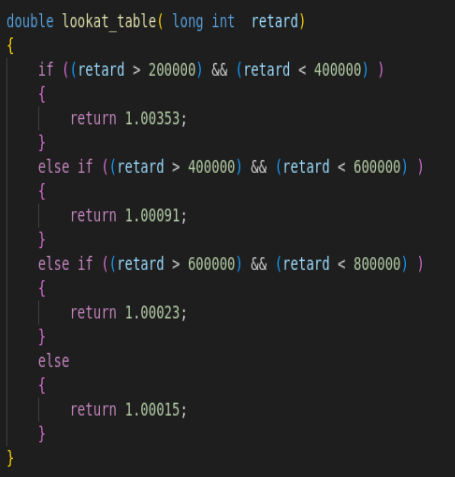 double lookat_table( long int  retard)
{
    if ((retard > 200000) && (retard < 400000) )
    {
        return 1.00353;
    }
    else if ((retard > 400000) && (retard < 600000) )
    {
        return 1.00091;
    }
    else if ((retard > 600000) && (retard < 800000) )
    {
        return 1.00023;
    }
    else
    {
        return 1.00015;
    }
}